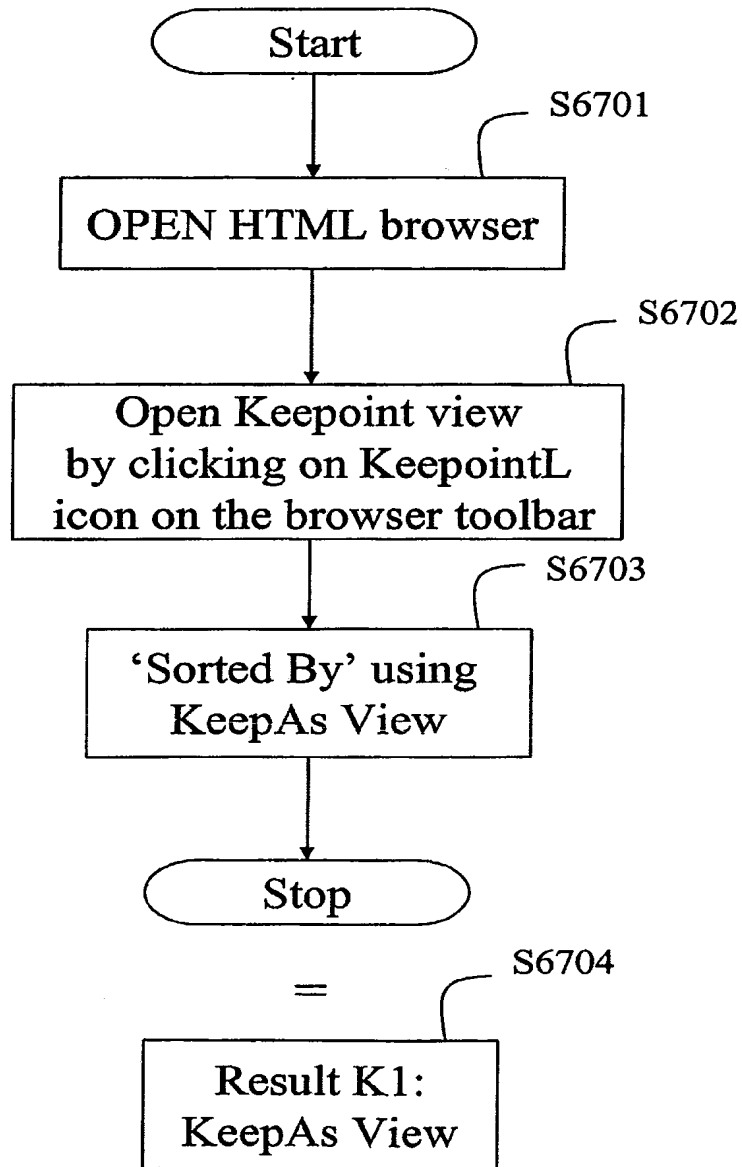 Start
S6701
OPEN HTML browser
S6702
Open Keepoint view
by clicking on KeepointL
icon on the browser toolbar
S6703
‘Sorted By’ using
KeepAs View
Stop
S6704
=
Result K1:
KeepAs View